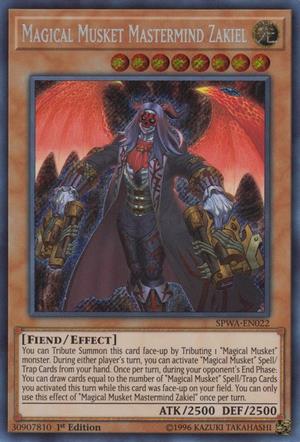 MAGICAL MUSKET MASTERMIND ZAKIEL
SPWA-EN022
[FIEND/EFFECT]
You can Tribute Summon this card face-up by Tributing 1 "Magical Musket"
monster. During either player's turn, you can activate "Magical Musket" Spell/
Trap Cards from your hand. Once per turn, during your opponent's End Phase:
You can draw cards equal to the number of "Magical Musket" Spell/Trap Cards
you activated this turn while this card was face-up on your field. You can only
use this effect of "Magical Musket Mastermind Zakiel" once per turn.
ATK/2500 DEF/2500
30907810 1st Edition ©1996 KAZUKI TAKAHASHI